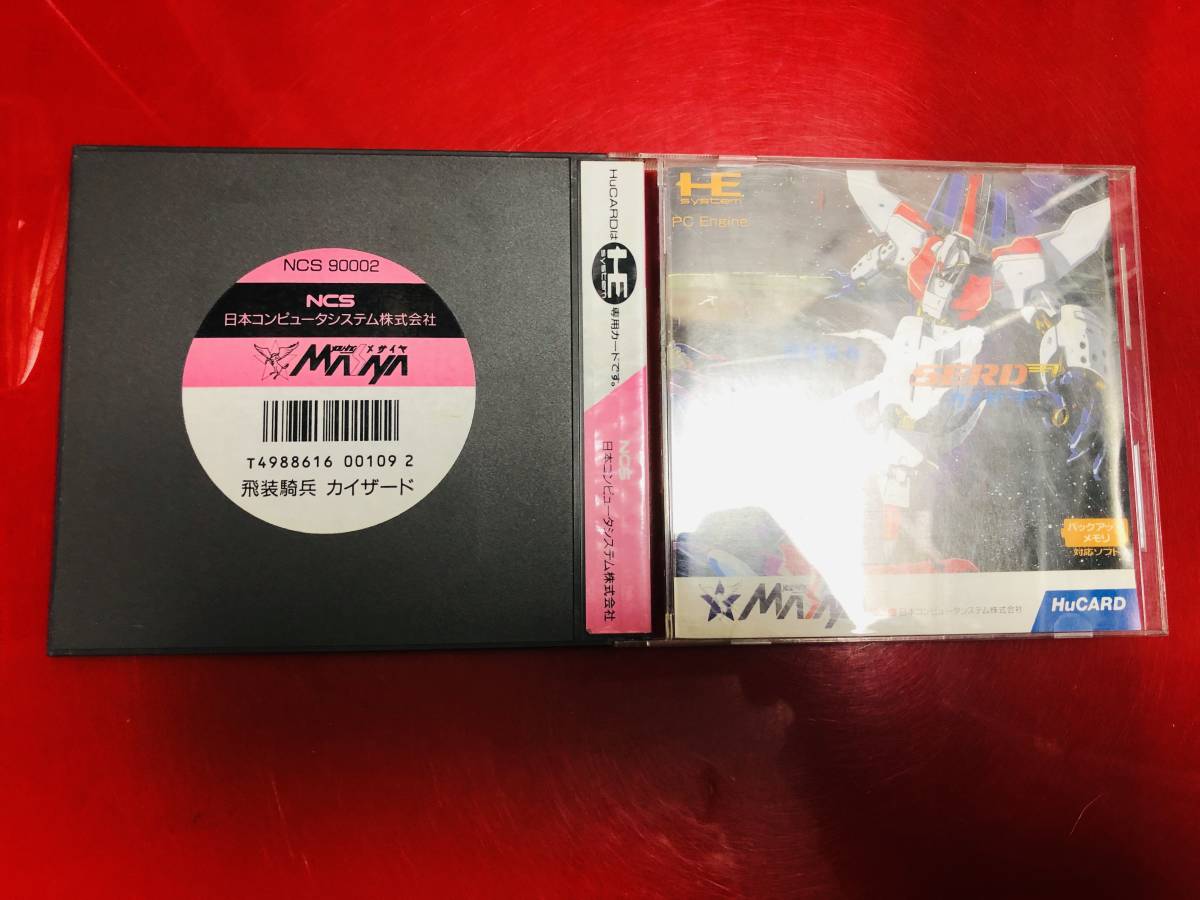 NCS 90002
NCS
日本コンピュータシステム株式会社
メサイヤ
MASAYA
T4988616 00109 2
飛装騎兵 カイザード
HuCARDは HE system 専用カードです。
NCS
日本コンピュータシステム株式会社
HE
system
PC Engine
SERD
バックアップ
メモリ
対応ソフト
日本コンピュータシステム株式会社
HuCARD